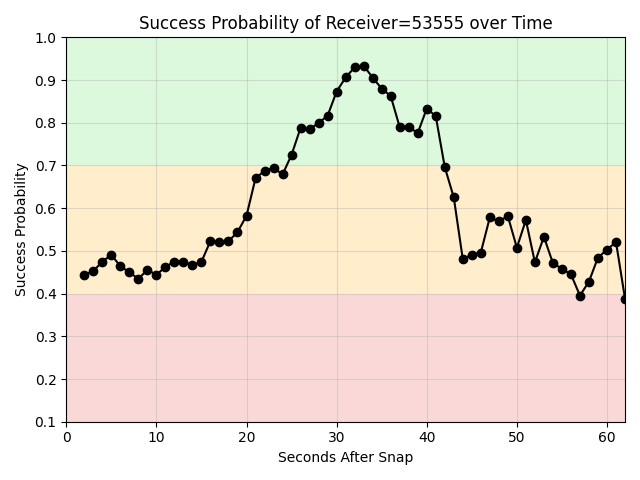 Success Probability of Receiver=53555 over Time
1.0
0.9
0.8
0.7
0.6
0.5
0.4
0.3
0.2
0.1
Success Probability
0 10 20 30 40 50 60
Seconds After Snap